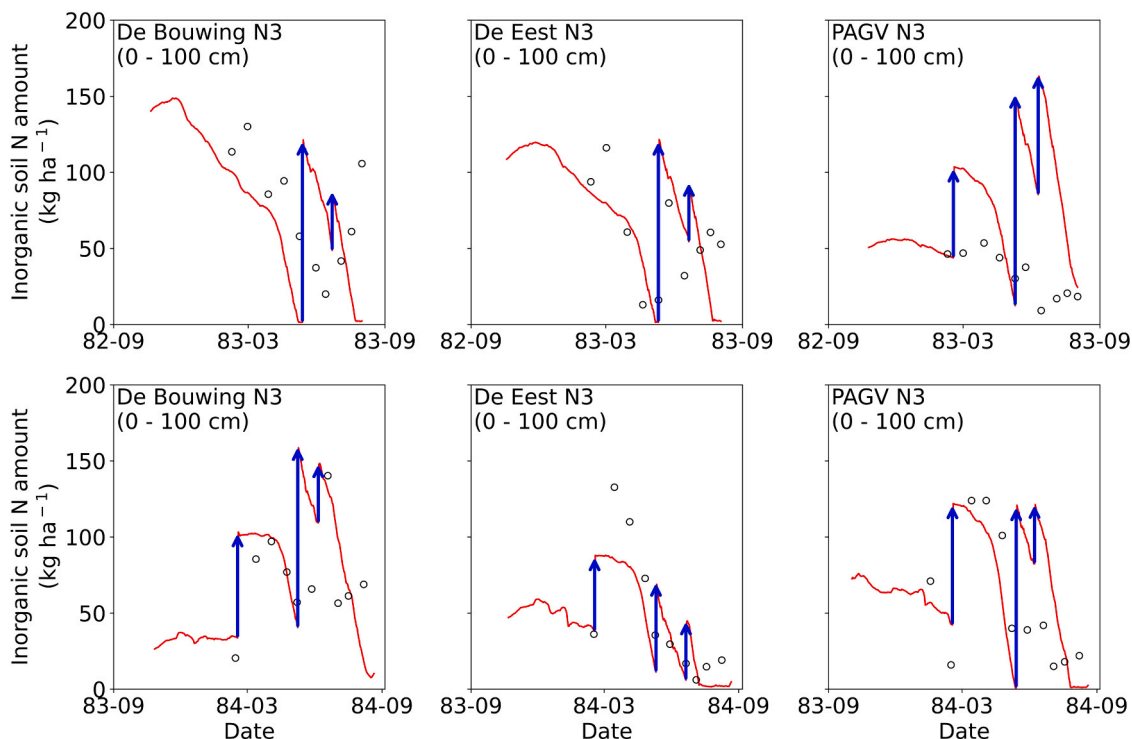 De Bouwing N3
(0 - 100 cm)
De Eest N3
(0 - 100 cm)
PAGV N3
(0 - 100 cm)
Inorganic soil N amount
(kg ha⁻¹)
200
150
100
50
0
82-09
83-03
83-09
82-09
83-03
83-09
82-09
83-03
83-09
De Bouwing N3
(0 - 100 cm)
De Eest N3
(0 - 100 cm)
PAGV N3
(0 - 100 cm)
Inorganic soil N amount
(kg ha⁻¹)
200
150
100
50
0
83-09
84-03
84-09
83-09
84-03
84-09
83-09
84-03
84-09
Date
Date
Date